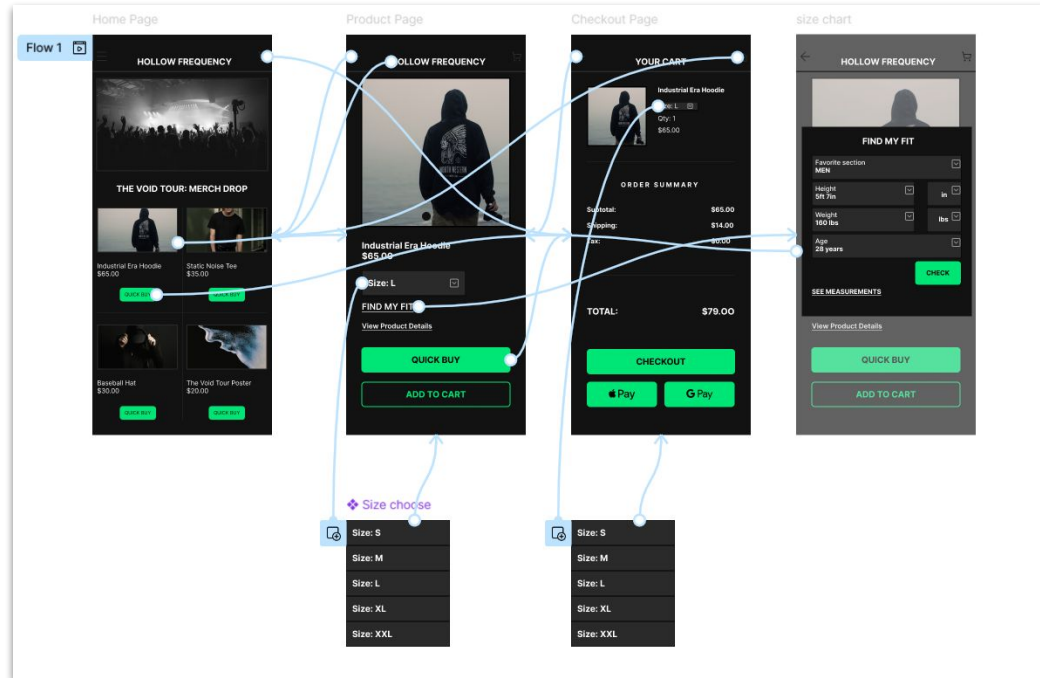 Home Page
Product Page
Checkout Page
size chart
Flow 1
HOLLOW FREQUENCY
THE VOID TOUR: MERCH DROP
Industrial Era Hoodie
$65.00
QUICK BUY
Static Noise Tee
$35.00
QUICK BUY
Baseball Hat
$30.00
QUICK BUY
The Void Tour Poster
$20.00
QUICK BUY
HOLLOW FREQUENCY
Industrial Era Hoodie
$65.00
Size: L
FIND MY FIT
View Product Details
QUICK BUY
ADD TO CART
YOUR CART
Industrial Era Hoodie
Size: L
Qty: 1
$65.00
ORDER SUMMARY
Subtotal: $65.00
Shipping: $14.00
Tax: $0.00
TOTAL: $79.00
CHECKOUT
Pay
G Pay
HOLLOW FREQUENCY
FIND MY FIT
Favorite section
MEN
Height
5ft 7in
in
Weight
160 lbs
lbs
Age
28 years
CHECK
SEE MEASUREMENTS
View Product Details
QUICK BUY
ADD TO CART
Size choose
Size: S
Size: M
Size: L
Size: XL
Size: XXL
Size: S
Size: M
Size: L
Size: XL
Size: XXL